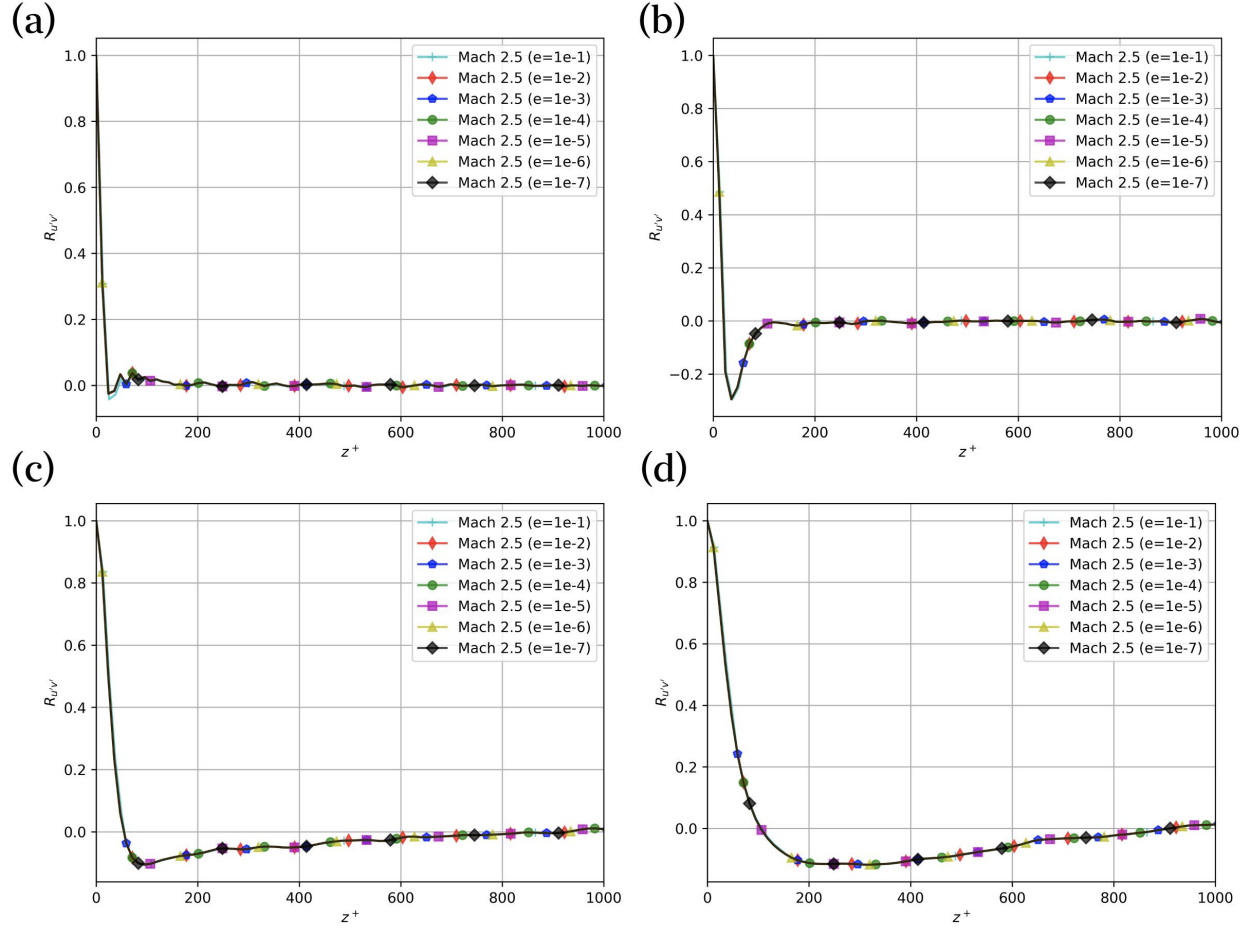 (a)
1.0
0.8
0.6
0.4
0.2
0.0
R_{u'v'}
0 200 400 600 800 1000
z^+
Mach 2.5 (e=1e-1)
Mach 2.5 (e=1e-2)
Mach 2.5 (e=1e-3)
Mach 2.5 (e=1e-4)
Mach 2.5 (e=1e-5)
Mach 2.5 (e=1e-6)
Mach 2.5 (e=1e-7)
(b)
1.0
0.8
0.6
0.4
0.2
0.0
−0.2
R_{u'v'}
0 200 400 600 800 1000
z^+
Mach 2.5 (e=1e-1)
Mach 2.5 (e=1e-2)
Mach 2.5 (e=1e-3)
Mach 2.5 (e=1e-4)
Mach 2.5 (e=1e-5)
Mach 2.5 (e=1e-6)
Mach 2.5 (e=1e-7)
(c)
1.0
0.8
0.6
0.4
0.2
0.0
R_{u'v'}
0 200 400 600 800 1000
z^+
Mach 2.5 (e=1e-1)
Mach 2.5 (e=1e-2)
Mach 2.5 (e=1e-3)
Mach 2.5 (e=1e-4)
Mach 2.5 (e=1e-5)
Mach 2.5 (e=1e-6)
Mach 2.5 (e=1e-7)
(d)
1.0
0.8
0.6
0.4
0.2
0.0
R_{u'v'}
0 200 400 600 800 1000
z^+
Mach 2.5 (e=1e-1)
Mach 2.5 (e=1e-2)
Mach 2.5 (e=1e-3)
Mach 2.5 (e=1e-4)
Mach 2.5 (e=1e-5)
Mach 2.5 (e=1e-6)
Mach 2.5 (e=1e-7)